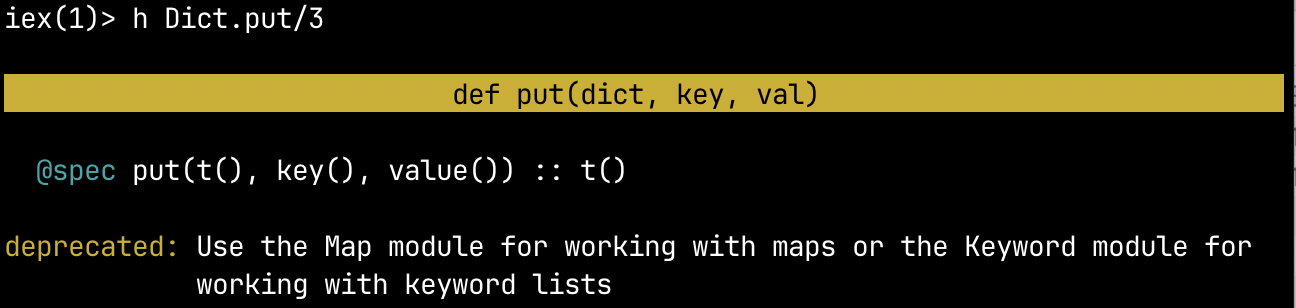 iex(1)> h Dict.put/3
def put(dict, key, val)
@spec put(t(), key(), value()) :: t()
deprecated: Use the Map module for working with maps or the Keyword module for
working with keyword lists